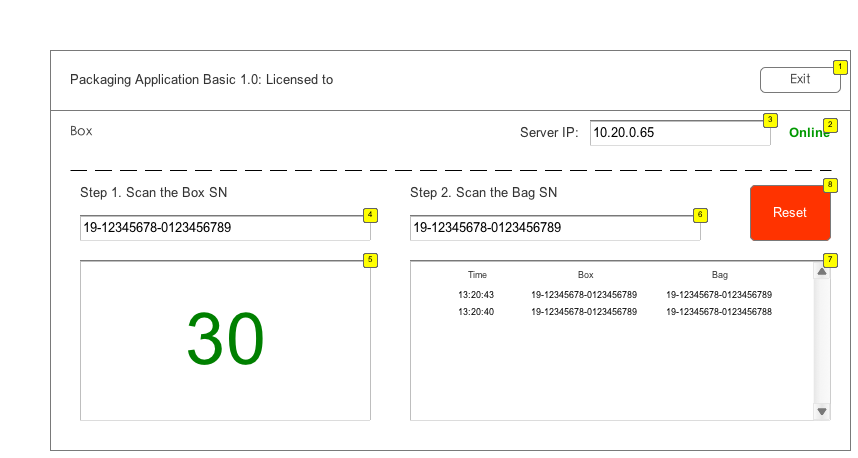 Packaging Application Basic 1.0: Licensed to
Exit
1
Box
Server IP:
10.20.0.65
3
Online
2
Step 1. Scan the Box SN
Step 2. Scan the Bag SN
8
Reset
19-12345678-0123456789
4
19-12345678-0123456789
6
5
30
7
Time Box Bag
13:20:43 19-12345678-0123456789 19-12345678-0123456789
13:20:40 19-12345678-0123456789 19-12345678-0123456788